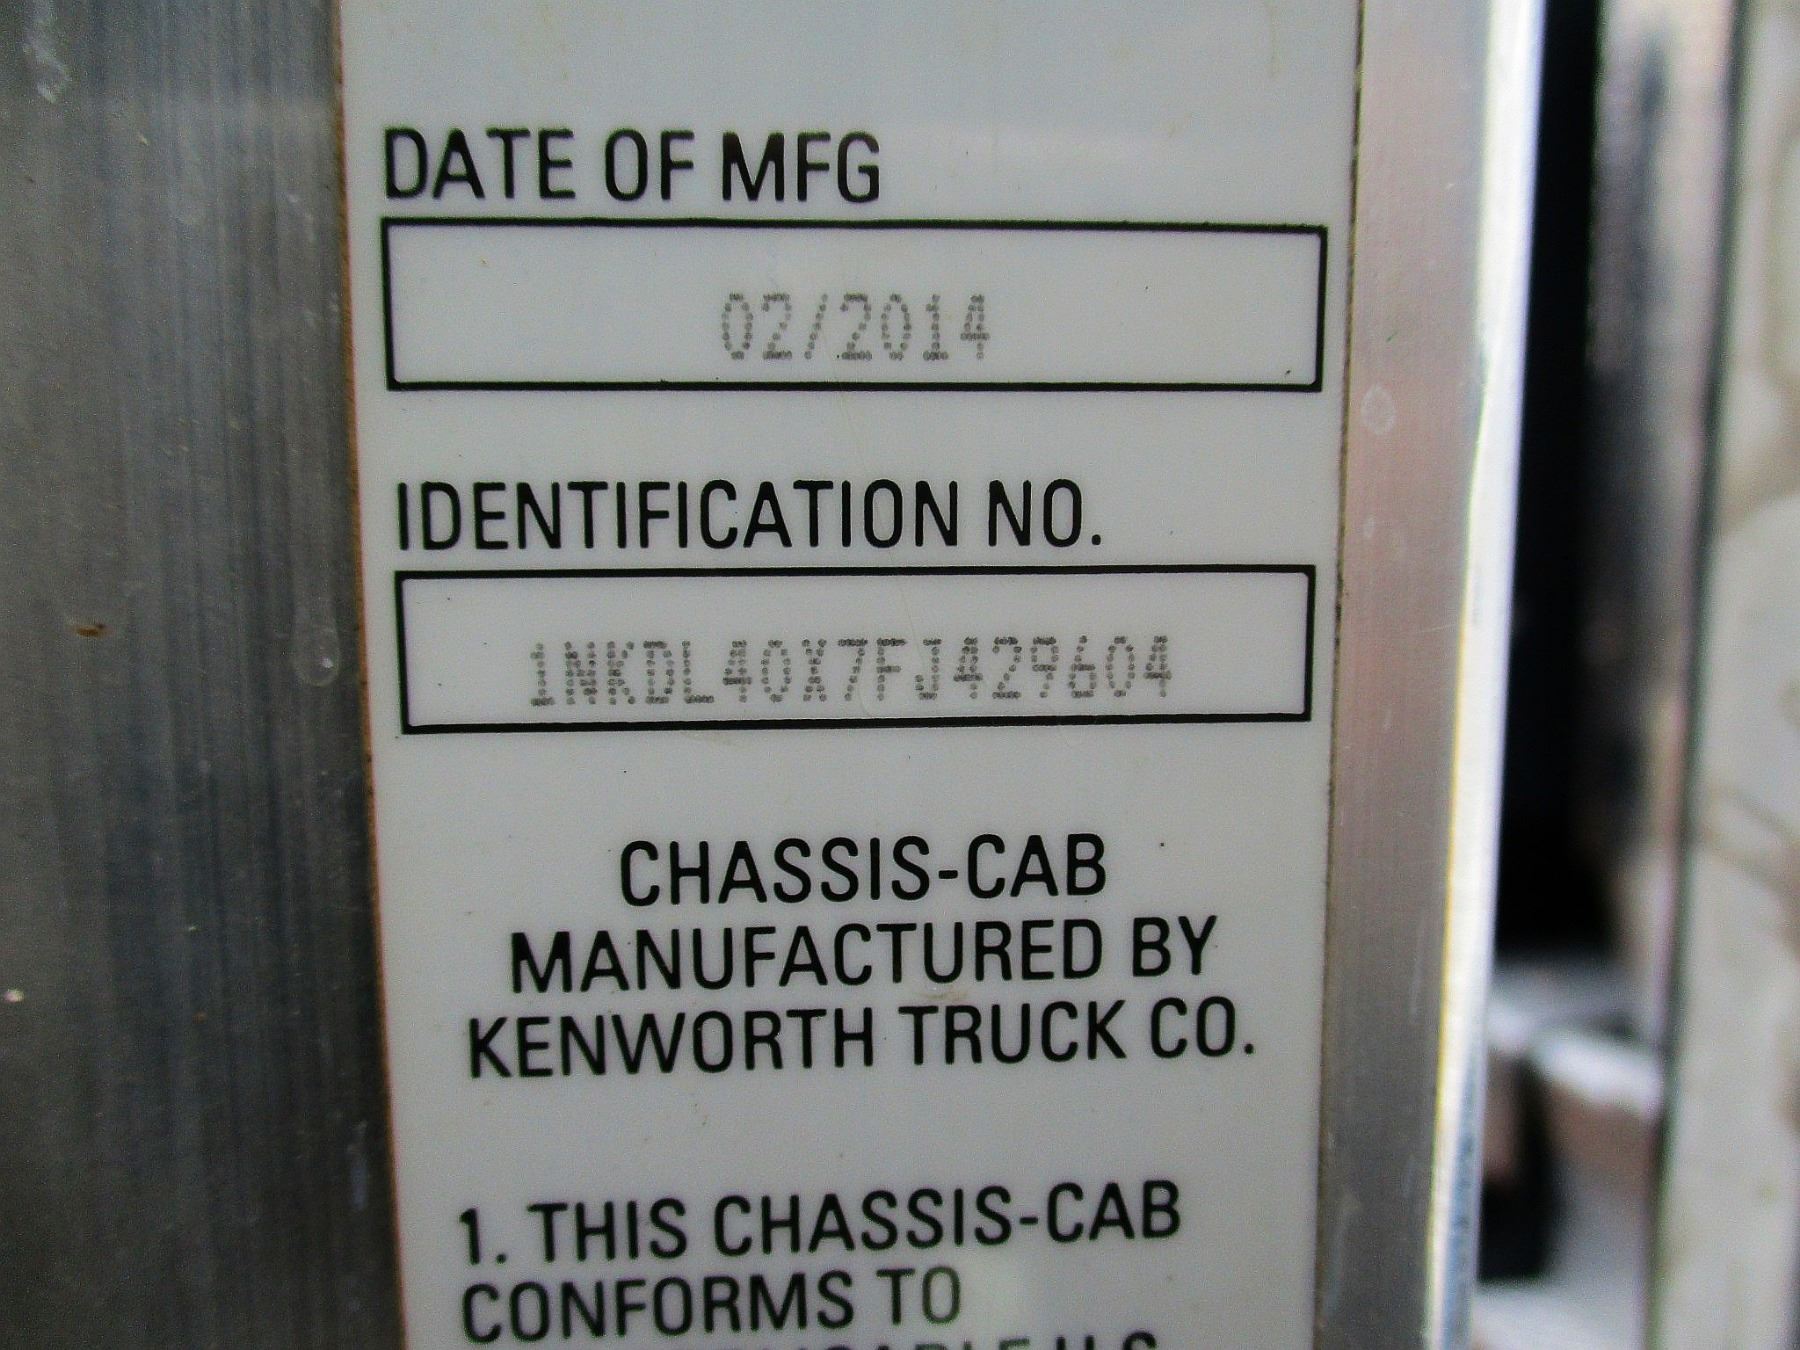 DATE OF MFG
02/2014
IDENTIFICATION NO.
1NKDL40X7FJ429604
CHASSIS-CAB
MANUFACTURED BY
KENWORTH TRUCK CO.
1. THIS CHASSIS-CAB
CONFORMS TO
U.S.